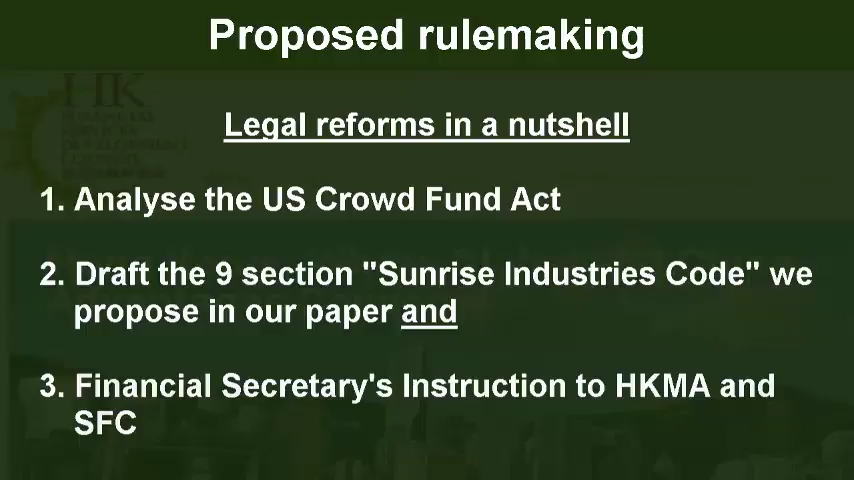 Proposed rulemaking
HK
Legal reforms in a nutshell
1. Analyse the US Crowd Fund Act
2. Draft the 9 section "Sunrise Industries Code" we
propose in our paper and
3. Financial Secretary's Instruction to HKMA and
SFC